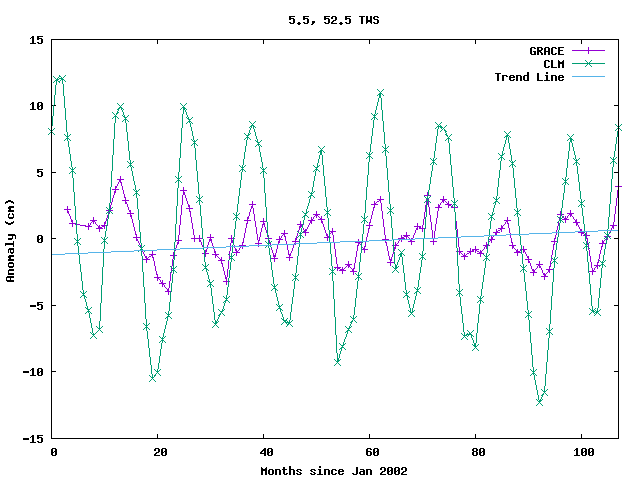 5.5, 52.5 TWS
GRACE
CLM
Trend Line
15
10
5
0
-5
-10
-15
Anomaly (cm)
0 20 40 60 80 100
Months since Jan 2002